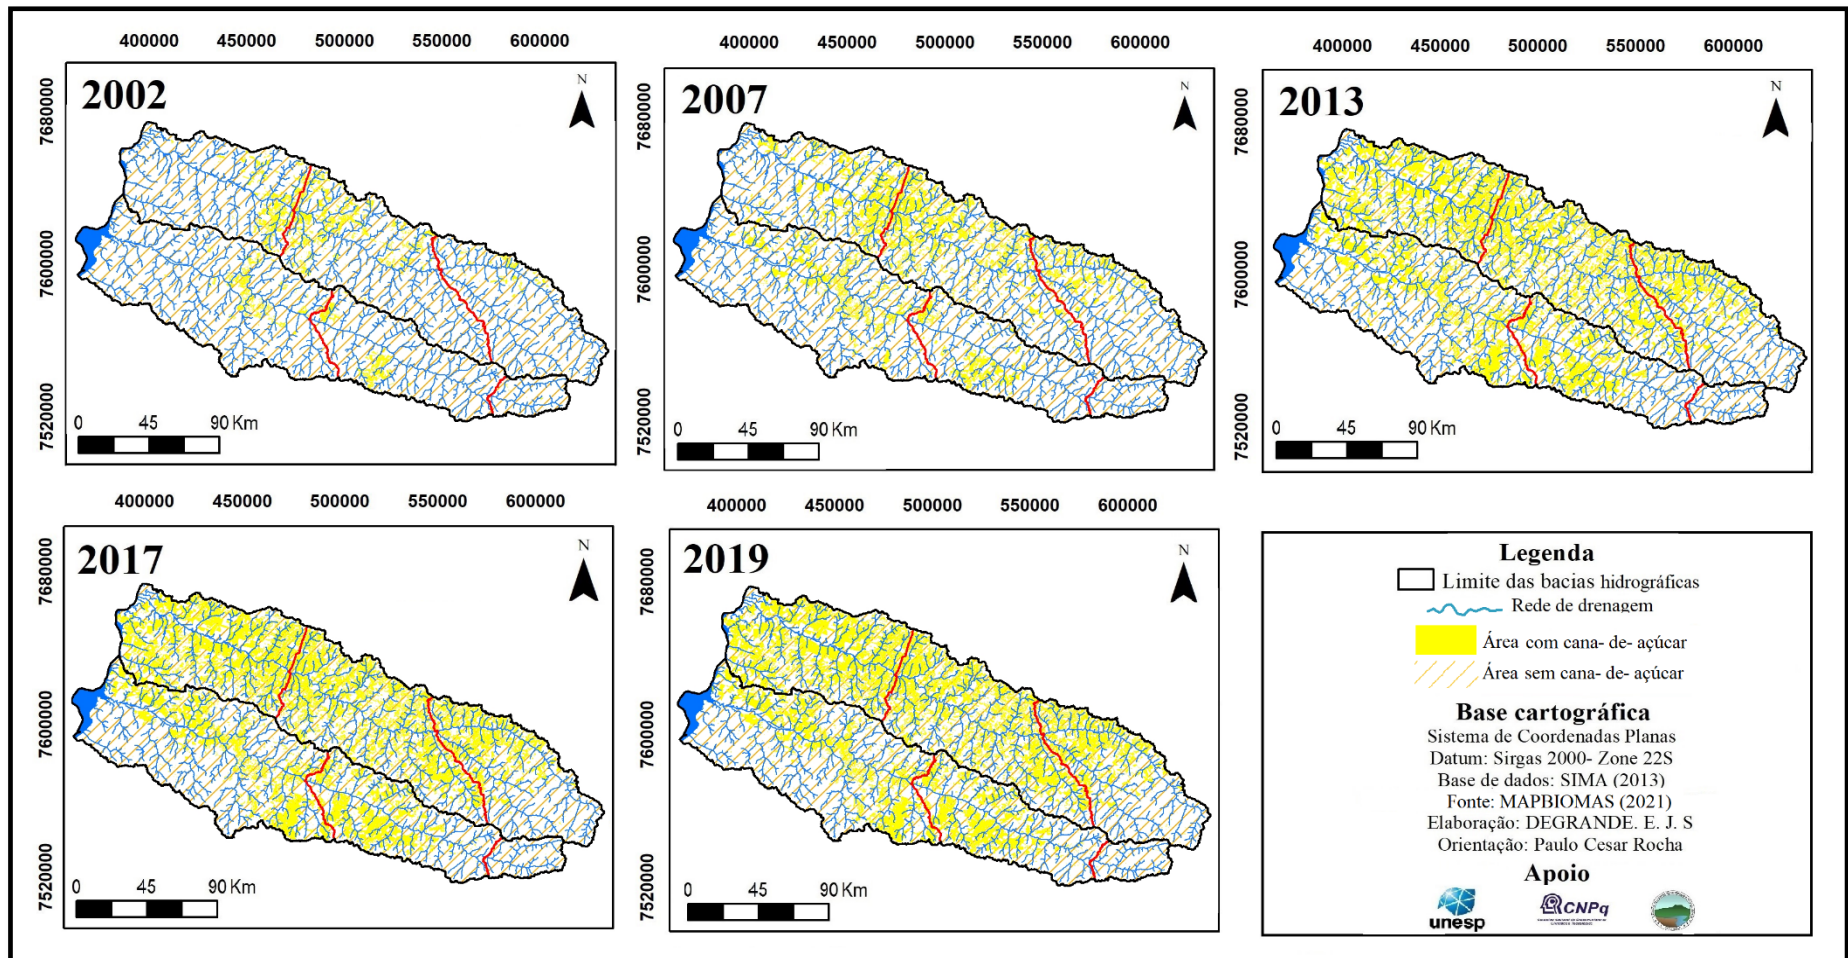 400000 450000 500000 550000 600000
7680000
7600000
7520000
2002
N
0 45 90 Km
400000 450000 500000 550000 600000
7680000
7600000
7520000
2007
N
0 45 90 Km
400000 450000 500000 550000 600000
7680000
7600000
7520000
2013
N
0 45 90 Km
400000 450000 500000 550000 600000
7680000
7600000
7520000
2017
N
0 45 90 Km
400000 450000 500000 550000 600000
7680000
7600000
7520000
2019
N
0 45 90 Km
Legenda
Limite das bacias hidrográficas
Rede de drenagem
Área com cana- de- açúcar
Área sem cana- de- açúcar
Base cartográfica
Sistema de Coordenadas Planas
Datum: Sirgas 2000- Zone 22S
Base de dados: SIMA (2013)
Fonte: MAPBIOMAS (2021)
Elaboração: DEGRANDE. E. J. S
Orientação: Paulo Cesar Rocha
Apoio
unesp
CNPq